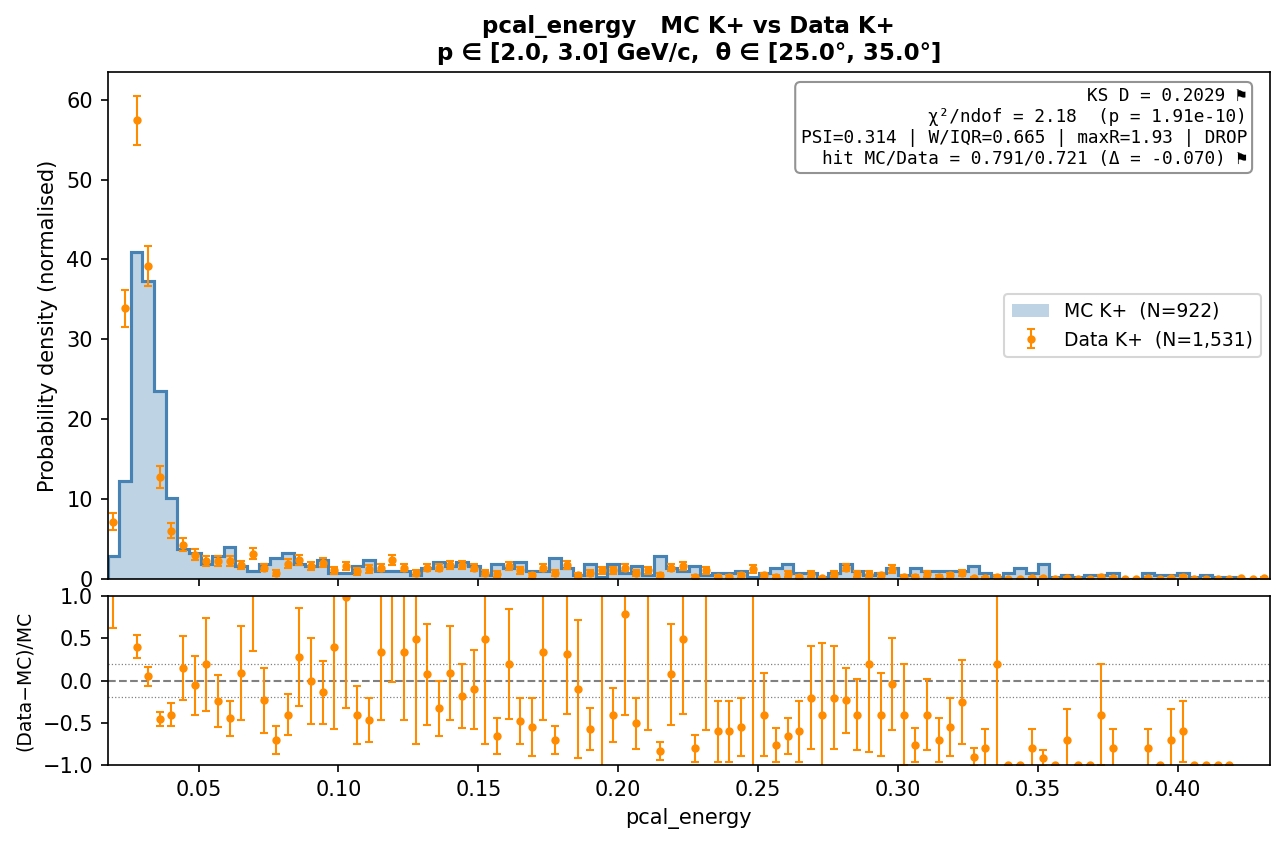 pcal_energy   MC K+ vs Data K+
p ∈ [2.0, 3.0] GeV/c,  θ ∈ [25.0°, 35.0°]
KS D = 0.2029 ⚑
χ²/ndof = 2.18  (p = 1.91e-10)
PSI=0.314 | W/IQR=0.665 | maxR=1.93 | DROP
hit MC/Data = 0.791/0.721 (Δ = -0.070) ⚑
MC K+  (N=922)
Data K+  (N=1,531)
Probability density (normalised)
60
50
40
30
20
10
0
(Data−MC)/MC
1.0
0.5
0.0
−0.5
−1.0
0.05
0.10
0.15
0.20
0.25
0.30
0.35
0.40
pcal_energy